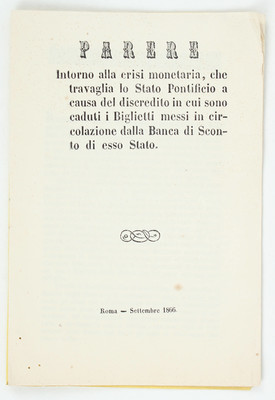 PARERE
Intorno alla crisi monetaria, che
travaglia lo Stato Pontificio a
causa del discredito in cui sono
caduti i Biglietti messi in cir-
colazione dalla Banca di Scon-
to di esso Stato.
Roma — Settembre 1866.